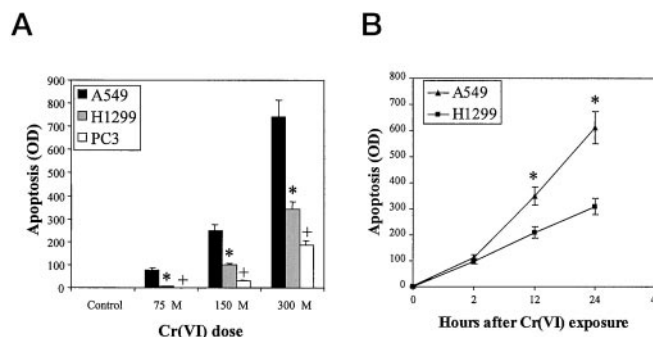 A
900
800
700
600
500
400
300
200
100
0
Apoptosis (OD)
A549
H1299
PC3
* +
* +
* +
Control 75 M 150 M 300 M
Cr(VI) dose
B
800
700
600
500
400
300
200
100
0
Apoptosis (OD)
A549
H1299
*
*
0 2 12 24 4
Hours after Cr(VI) exposure